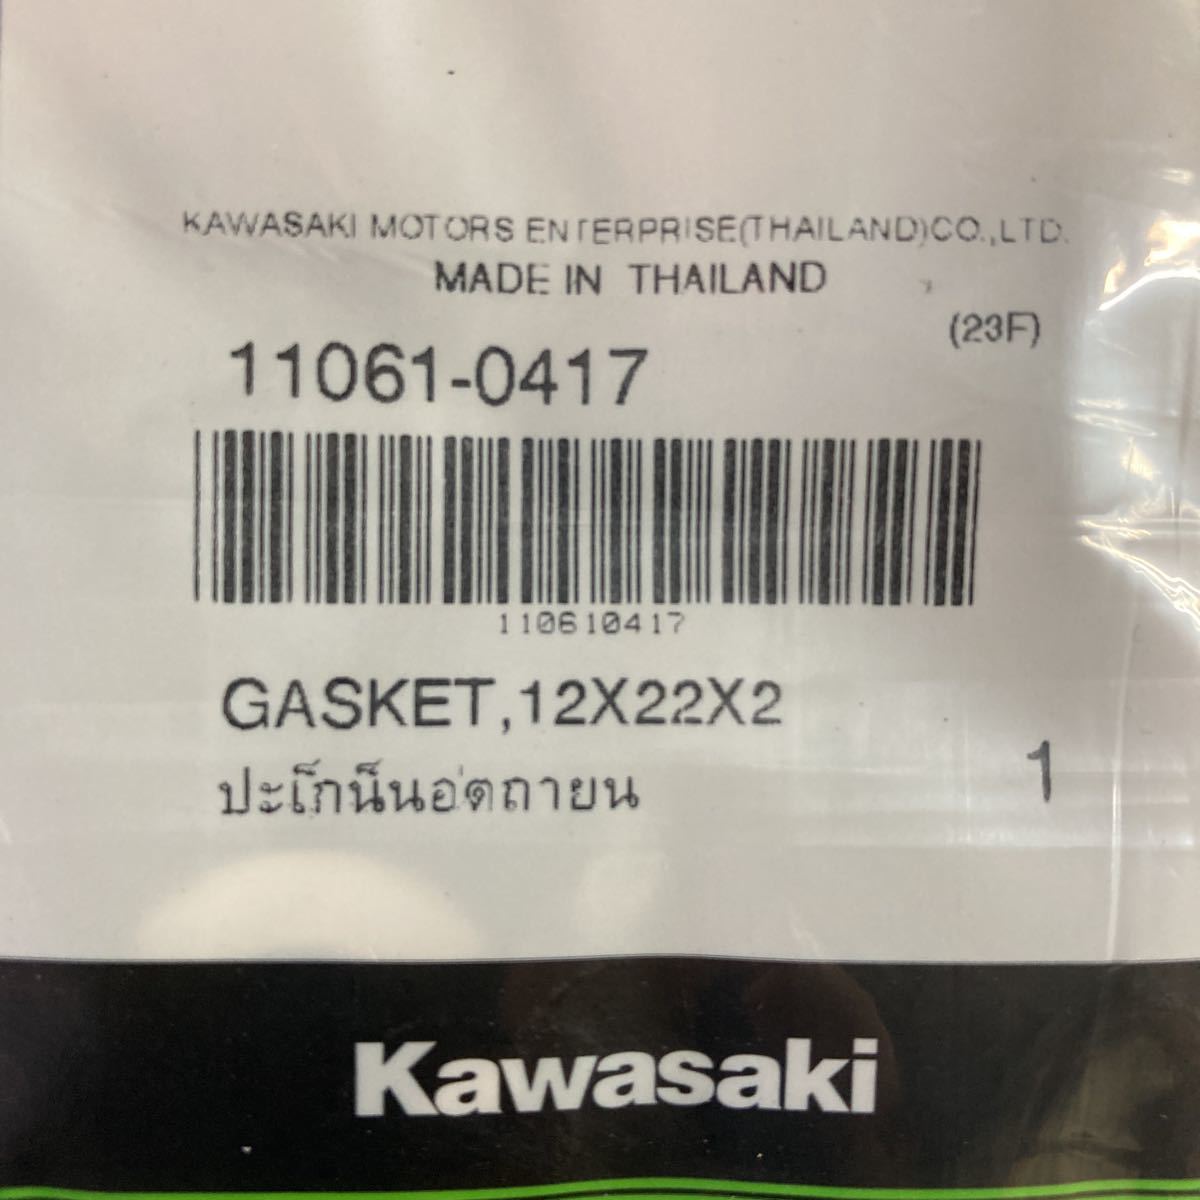 KAWASAKI MOTORS ENTERPRISE(THAILAND)CO.,LTD.
MADE IN THAILAND
(23F)
11061-0417
110610417
GASKET,12X22X2
ปะเก็นน็อตถายน 1
Kawasaki